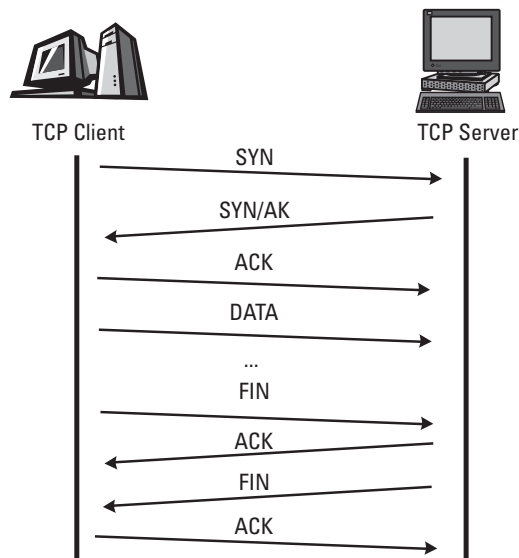 TCP Client
TCP Server
SYN
SYN/AK
ACK
DATA
...
FIN
ACK
FIN
ACK